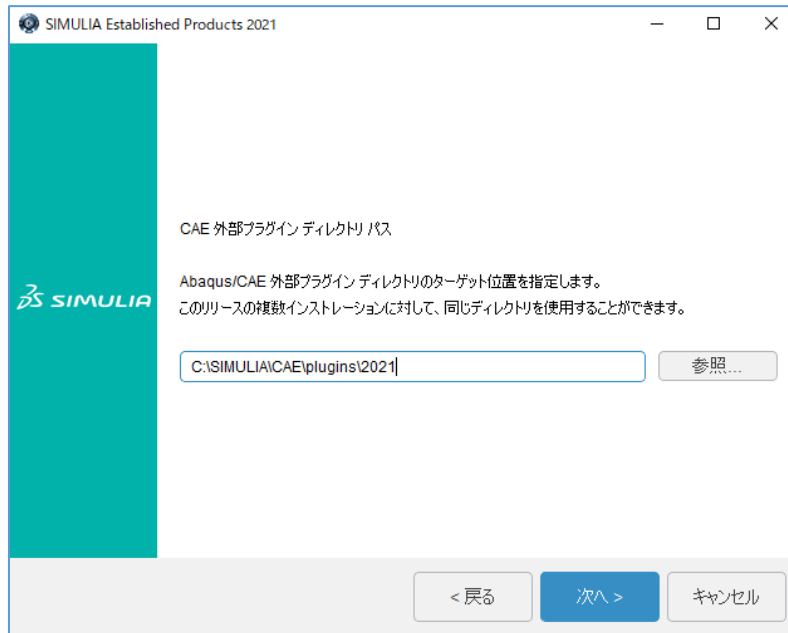 SIMULIA Established Products 2021
CAE 外部プラグイン ディレクトリ パス
Abaqus/CAE 外部プラグイン ディレクトリのターゲット位置を指定します。
このリリースの複数インストレーションに対して、同じディレクトリを使用することができます。
SIMULIA
C:\SIMULIA\CAE\plugins\2021
参照...
< 戻る
次へ >
キャンセル